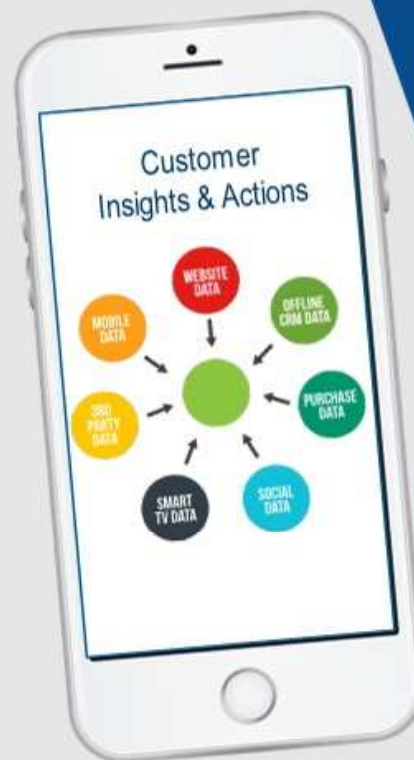 Customer
Insights & Actions
WEBSITE
DATA
MOBILE
DATA
OFFLINE
CRM DATA
3RD
PARTY
DATA
PURCHASE
DATA
SMART
TV DATA
SOCIAL
DATA